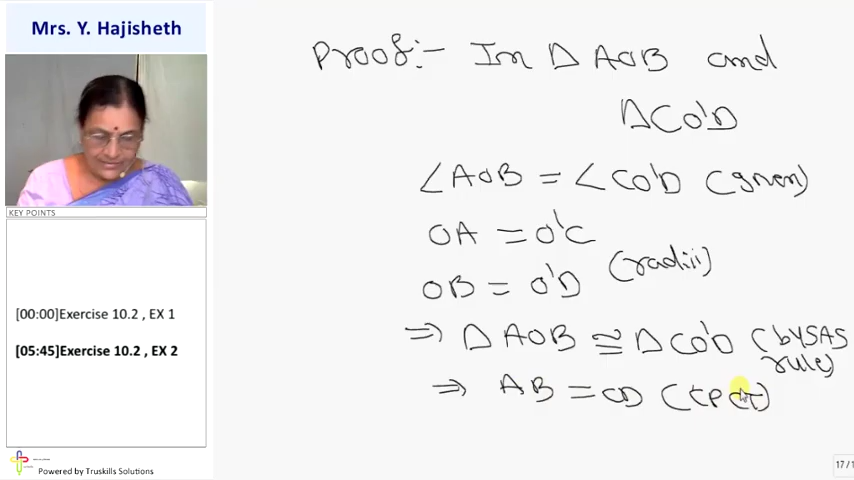 Mrs. Y. Hajisheth
KEY POINTS
[00:00]Exercise 10.2 , EX 1
[05:45]Exercise 10.2 , EX 2
Powered by Truskills Solutions
Proof:- In Δ AOB and
ΔCO'D
∠AOB = ∠CO'D (given)
OA = O'C
OB = O'D (radiii)
⇒ Δ AOB ≅ Δ CO'D (by SAS
rule)
⇒ AB = CD (CPCT)
17/1